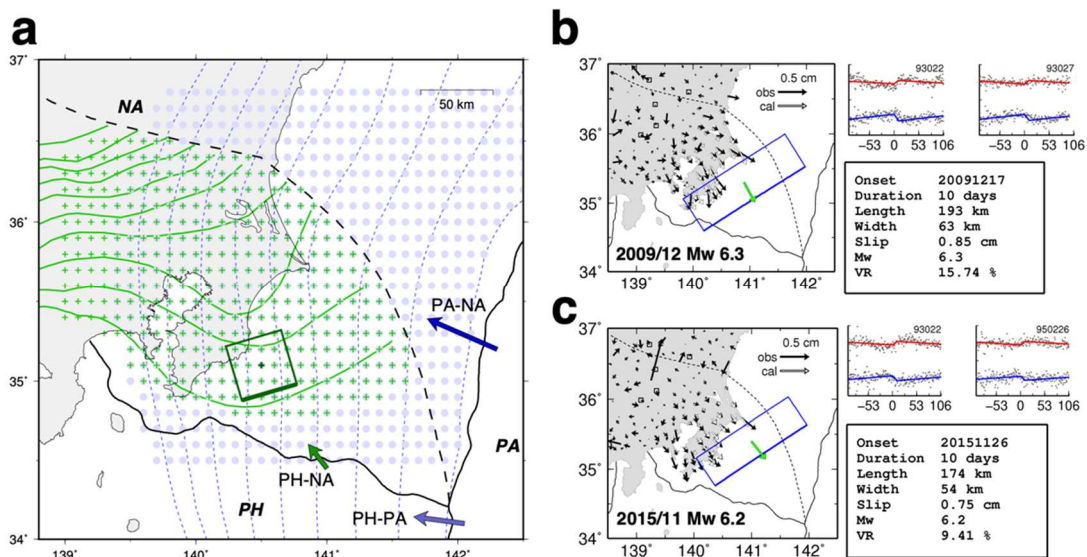 a
37˚
36˚
35˚
34˚
139˚
140˚
141˚
142˚
NA
50 km
PA-NA
PA
PH-NA
PH
PH-PA
b
37˚
36˚
35˚
34˚
139˚
140˚
141˚
142˚
0.5 cm
obs
cal
2009/12 Mw 6.3
93022
−53 0 53 106
93027
−53 0 53 106
Onset 20091217
Duration 10 days
Length 193 km
Width 63 km
Slip 0.85 cm
Mw 6.3
VR 15.74 %
c
37˚
36˚
35˚
34˚
139˚
140˚
141˚
142˚
0.5 cm
obs
cal
2015/11 Mw 6.2
93022
−53 0 53 106
950226
−53 0 53 106
Onset 20151126
Duration 10 days
Length 174 km
Width 54 km
Slip 0.75 cm
Mw 6.2
VR 9.41 %